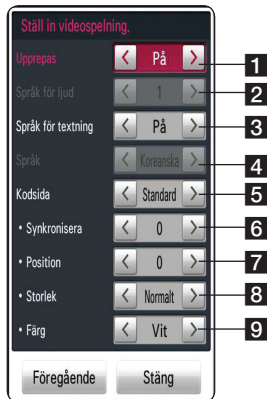 Ställ in videospelning.
Upprepas < På > 1
Språk för ljud < 1 > 2
Språk för textning < På > 3
Språk < Koreanska > 4
Kodsida < Standard > 5
• Synkronisera < 0 > 6
• Position < 0 > 7
• Storlek < Normalt > 8
• Färg < Vit > 9
Föregående Stäng